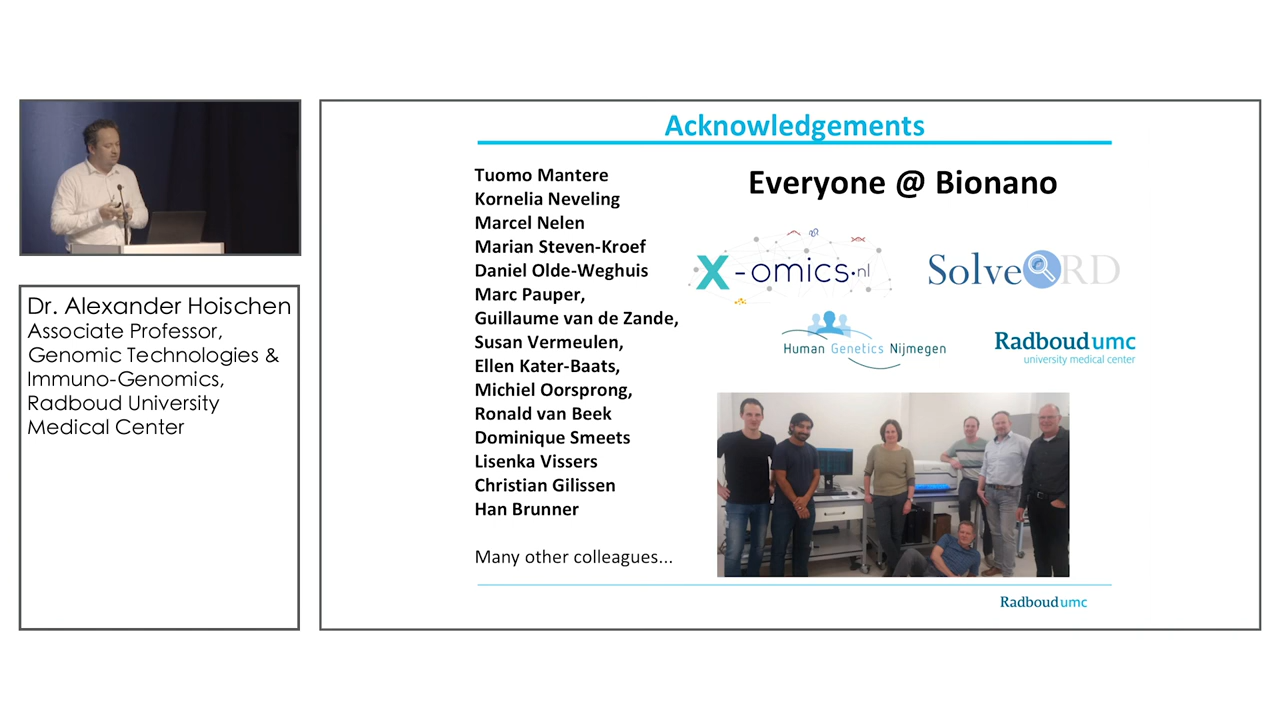 Dr. Alexander Hoischen
Associate Professor,
Genomic Technologies &
Immuno-Genomics,
Radboud University
Medical Center
Acknowledgements
Tuomo Mantere
Kornelia Neveling
Marcel Nelen
Marian Steven-Kroef
Daniel Olde-Weghuis
Marc Pauper,
Guillaume van de Zande,
Susan Vermeulen,
Ellen Kater-Baats,
Michiel Oorsprong,
Ronald van Beek
Dominique Smeets
Lisenka Vissers
Christian Gilissen
Han Brunner
Many other colleagues...
Everyone @ Bionano
X-omics.nl
Solve RD
Human Genetics Nijmegen
Radboudumc
university medical center
Radboudumc